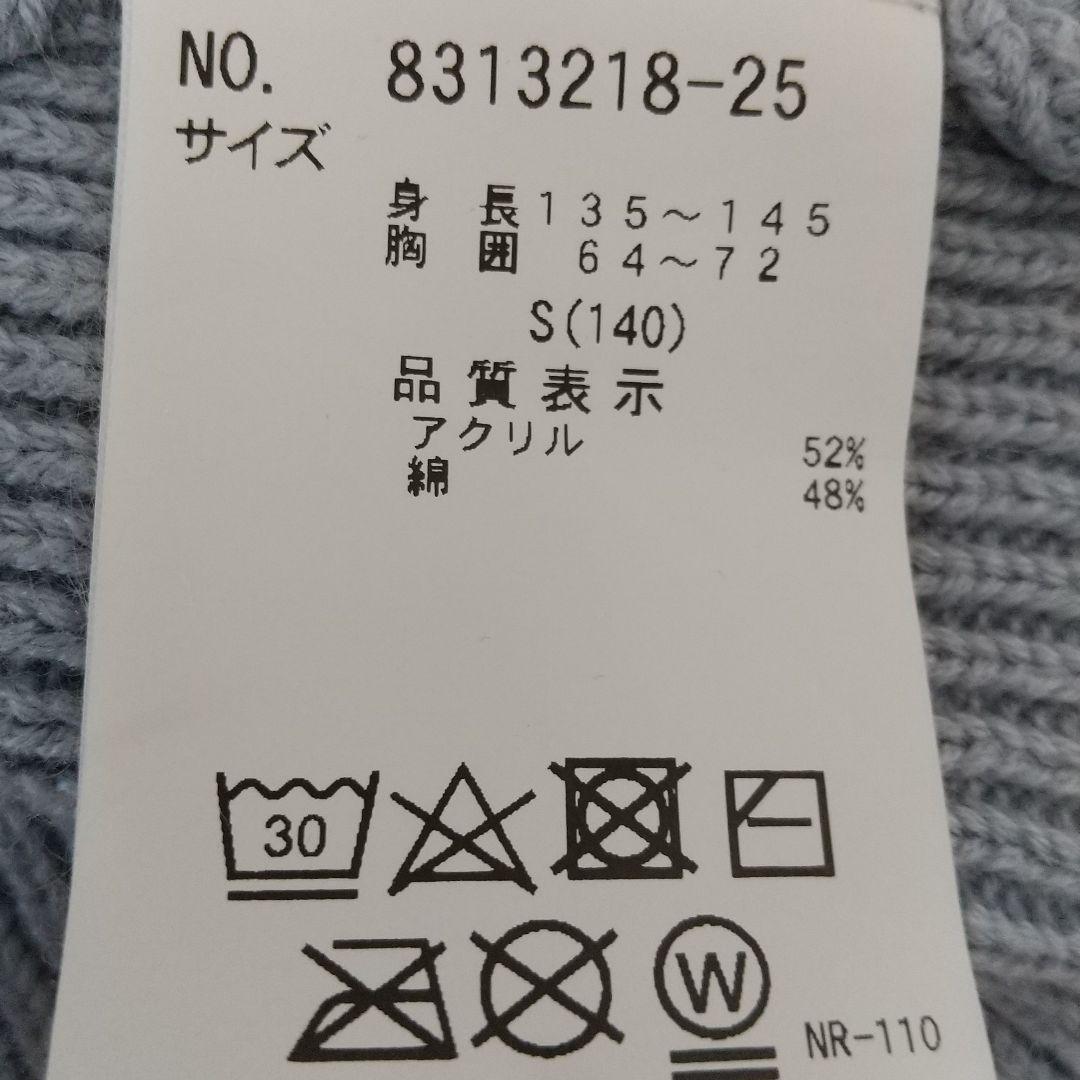 NO. 8313218-25
サイズ
身 長 135~145
胸 囲 64~72
S(140)
品質表示
アクリル 52%
綿 48%
30
W
NR-110